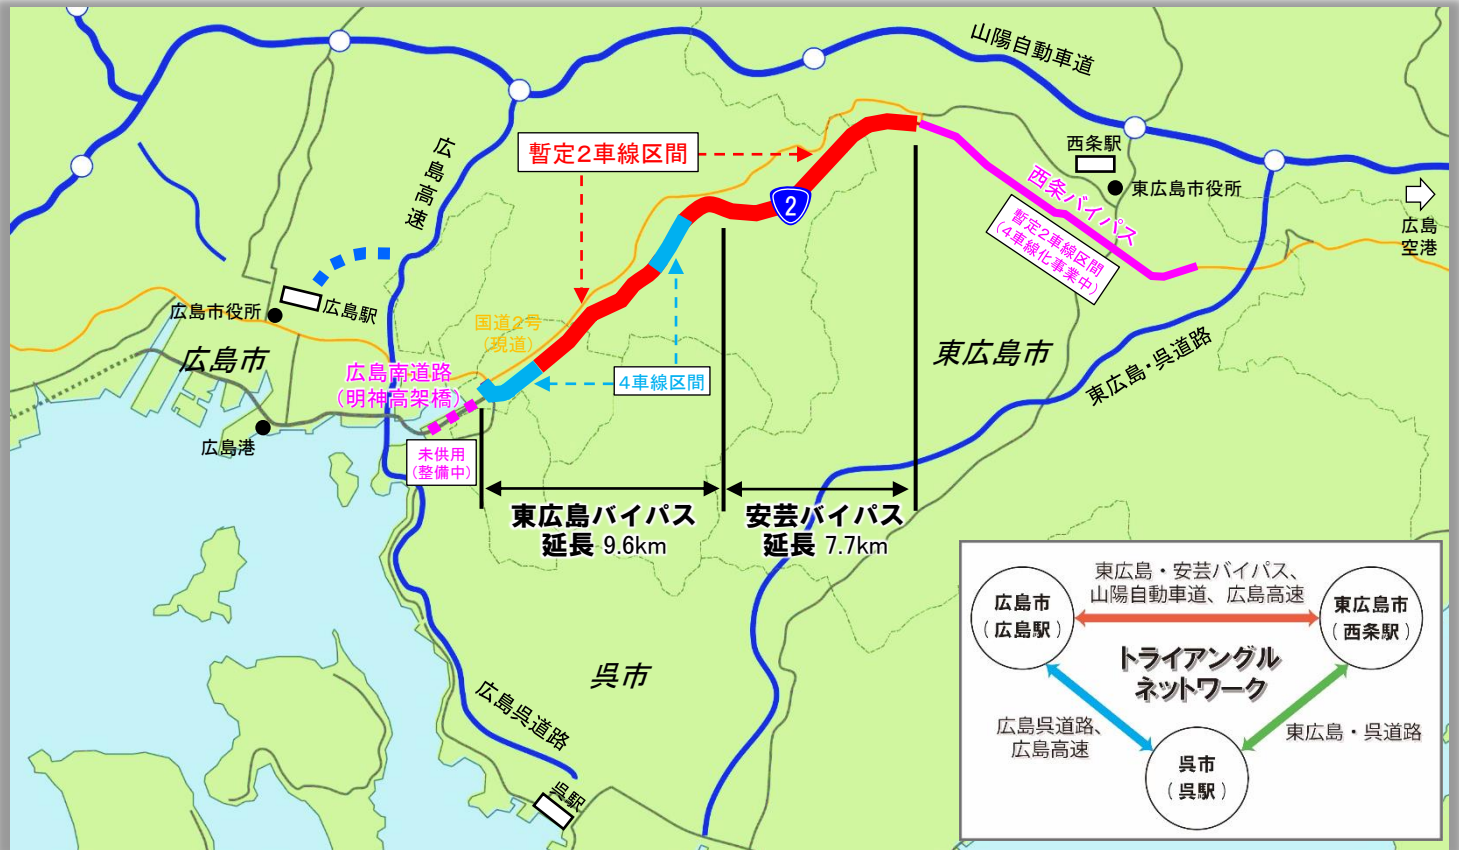 山陽自動車道
広島高速
暫定2車線区間
2
西条駅
東広島市役所
西条バイパス
暫定2車線区間
(4車線化事業中)
広島
空港
広島駅
広島市役所
広島市
国道2号
(現道)
広島南道路
(明神高架橋)
4車線区間
東広島市
東広島・呉道路
広島港
未供用
(整備中)
東広島バイパス
延長 9.6km
安芸バイパス
延長 7.7km
呉市
広島呉道路
呉駅
東広島・安芸バイパス、
山陽自動車道、広島高速
広島市
(広島駅)
東広島市
(西条駅)
トライアングル
ネットワーク
広島呉道路、
広島高速
東広島・呉道路
呉市
(呉駅)